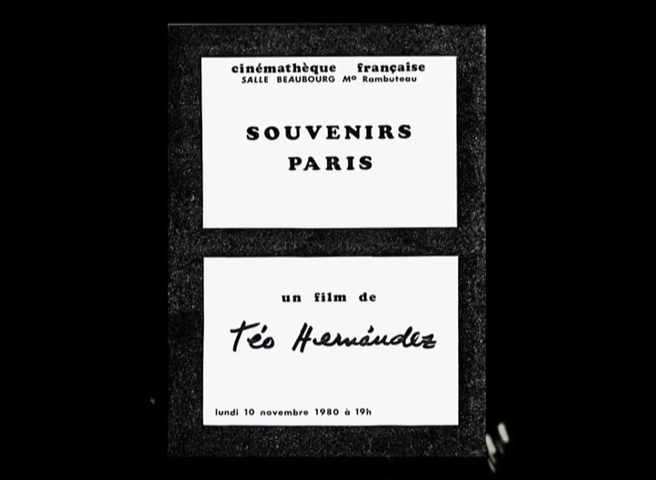 cinémathèque française
SALLE BEAUBOURG Mº Rambuteau
SOUVENIRS
PARIS
un film de
Téo Hernández
lundi 10 novembre 1980 à 19h